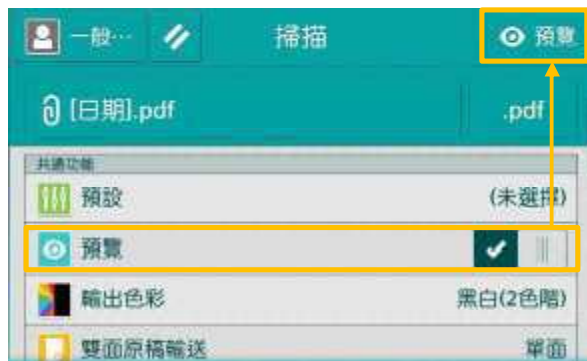 一般… 掃描 預覽
[日期].pdf .pdf
共通功能
預設 (未選擇)
預覽
輸出色彩 黑白(2色階)
雙面原稿輸送 單面